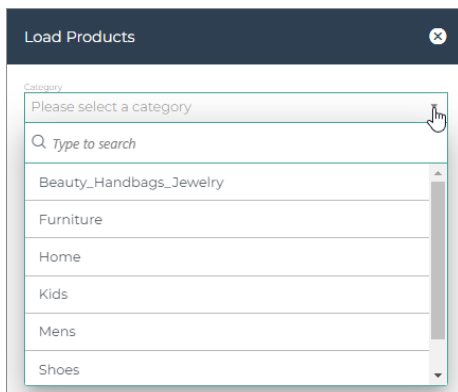 Load Products
Category
Please select a category
Type to search
Beauty_Handbags_Jewelry
Furniture
Home
Kids
Mens
Shoes